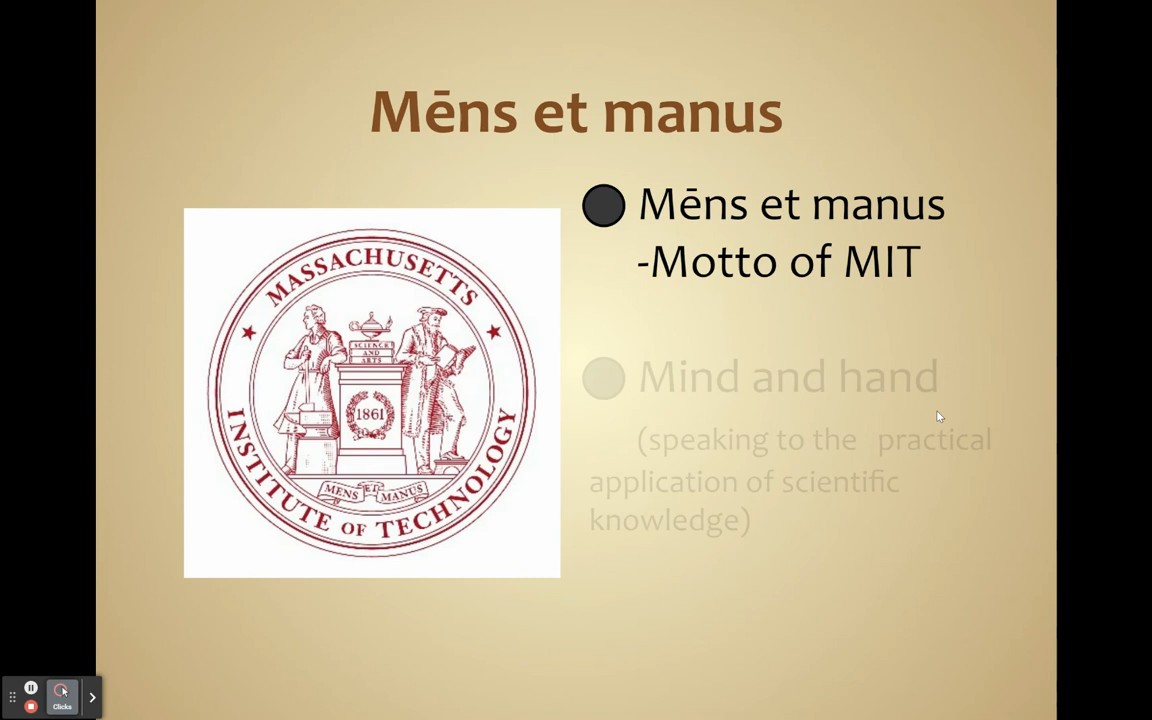 Mēns et manus
Mēns et manus
-Motto of MIT
Mind and hand
(speaking to the practical
application of scientific
knowledge)
MASSACHUSETTS
INSTITUTE OF TECHNOLOGY
SCIENCE
AND
ARTS
1861
MENS ET MANUS
Clicks